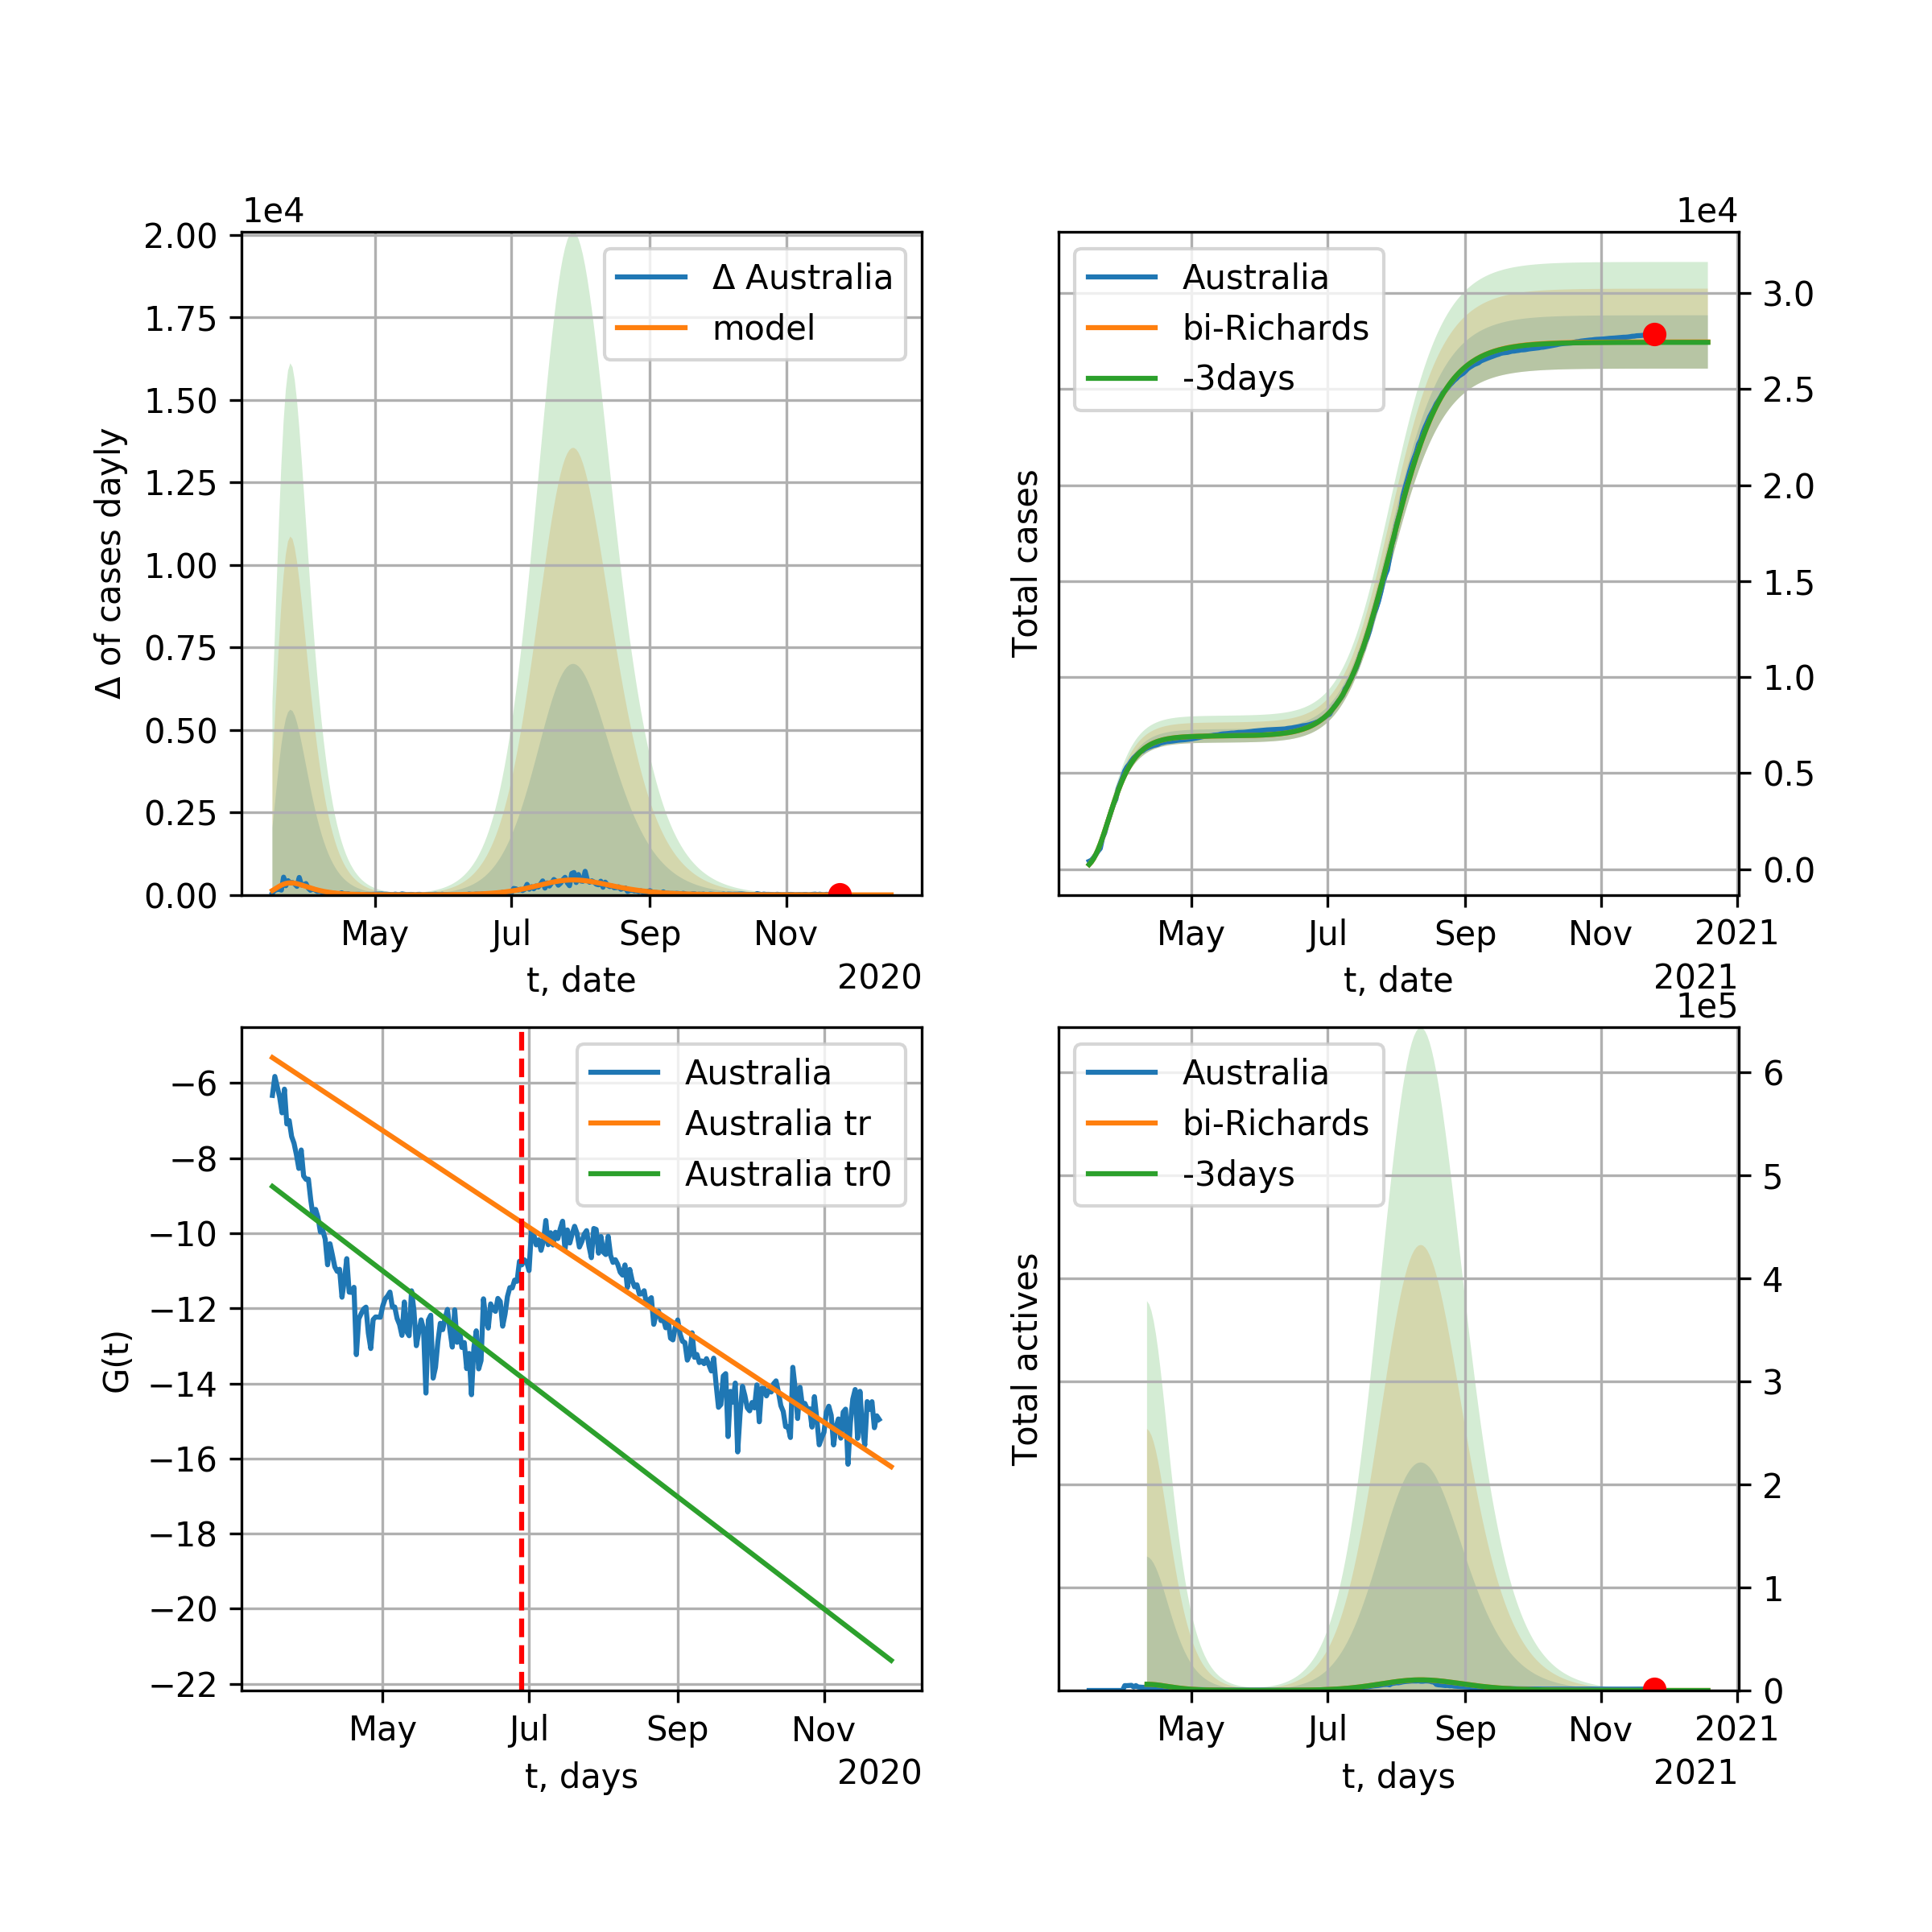 1e4
2.00
1.75
1.50
1.25
1.00
0.75
0.50
0.25
0.00
Δ of cases dayly
Δ Australia
model
May Jul Sep Nov
t, date
2020
1e4
Total cases
Australia
bi-Richards
-3days
3.0
2.5
2.0
1.5
1.0
0.5
0.0
May Jul Sep Nov 2021
t, date
2021
−6
−8
−10
−12
−14
−16
−18
−20
−22
G(t)
Australia
Australia tr
Australia tr0
May Jul Sep Nov
t, days
2020
1e5
Total actives
Australia
bi-Richards
-3days
6
5
4
3
2
1
0
May Jul Sep Nov 2021
t, days
2021